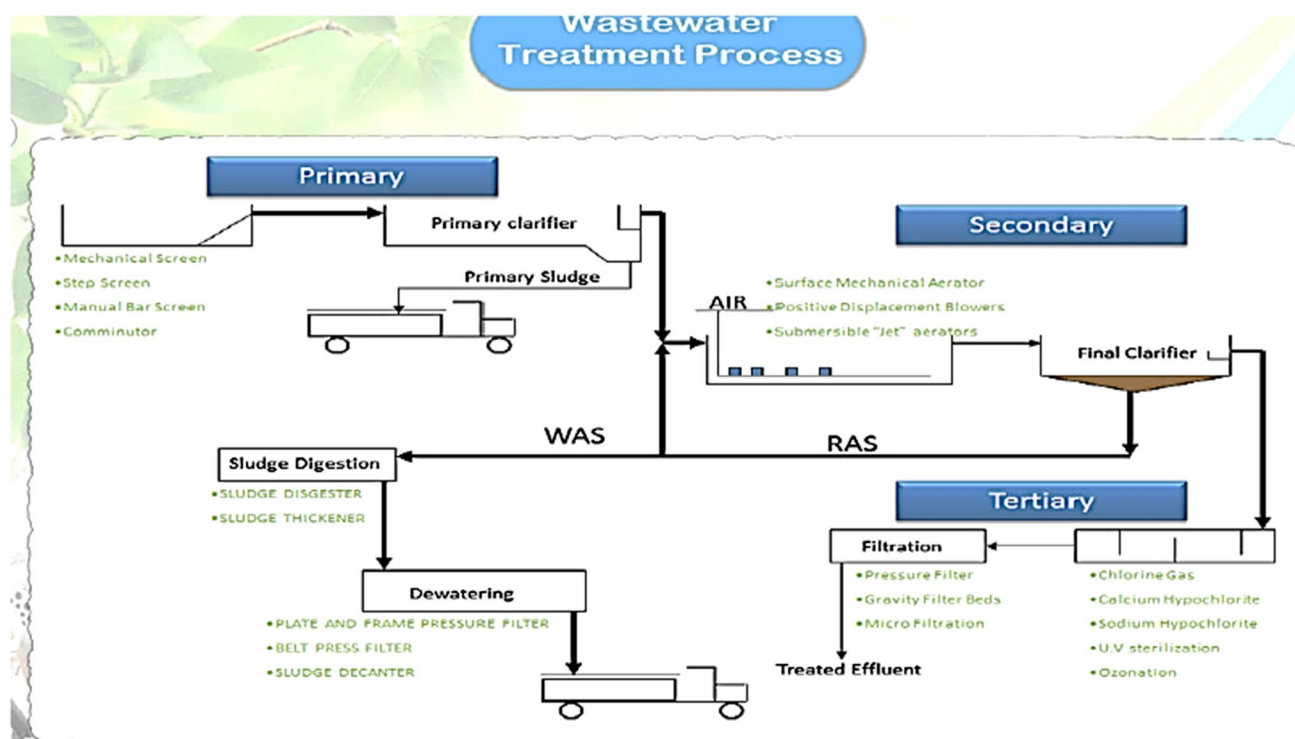 Wastewater
Treatment Process
Primary
Primary clarifier
• Mechanical Screen
• Step Screen
• Manual Bar Screen
• Comminutor
Primary Sludge
Secondary
• Surface Mechanical Aerator
• Positive Displacement Blowers
• Submersible "Jet" aerators
AIR
Final Clarifier
WAS
RAS
Sludge Digestion
• SLUDGE DISGESTER
• SLUDGE THICKENER
Dewatering
• PLATE AND FRAME PRESSURE FILTER
• BELT PRESS FILTER
• SLUDGE DECANTER
Tertiary
Filtration
• Pressure Filter
• Gravity Filter Beds
• Micro Filtration
• Chlorine Gas
• Calcium Hypochlorite
• Sodium Hypochlorite
• U.V sterilization
• Ozonation
Treated Effluent